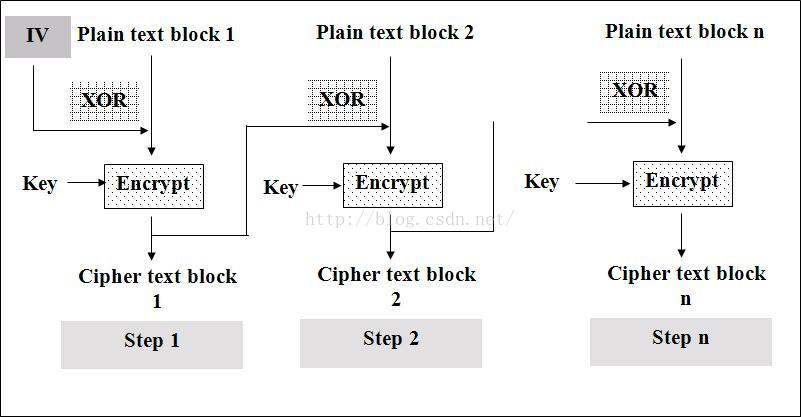 IV
Plain text block 1
Plain text block 2
Plain text block n
XOR
XOR
XOR
Key
Encrypt
Key
Encrypt
Key
Encrypt
http://blog.csdn.net/
Cipher text block
1
Cipher text block
2
Cipher text block
n
Step 1
Step 2
Step n